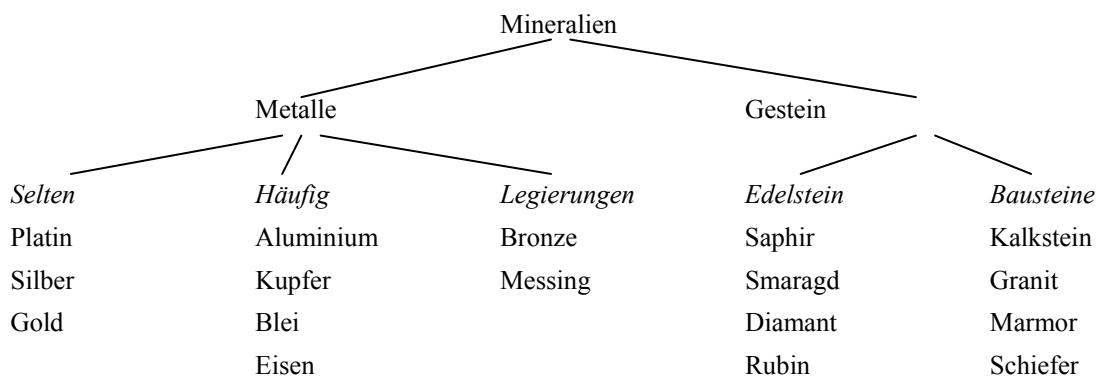 Mineralien
Metalle Gestein
Selten Häufig Legierungen Edelstein Bausteine
Platin Aluminium Bronze Saphir Kalkstein
Silber Kupfer Messing Smaragd Granit
Gold Blei Diamant Marmor
Eisen Rubin Schiefer